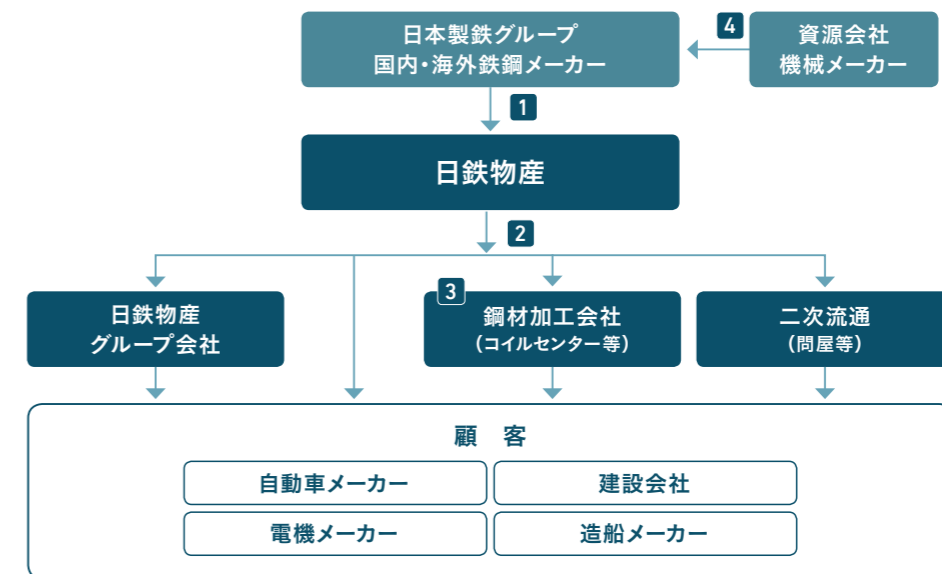 日本製鉄グループ
国内・海外鉄鋼メーカー
4
資源会社
機械メーカー
1
日鉄物産
2
日鉄物産
グループ会社
3
鋼材加工会社
（コイルセンター等）
二次流通
（問屋等）
顧　客
自動車メーカー
建設会社
電機メーカー
造船メーカー